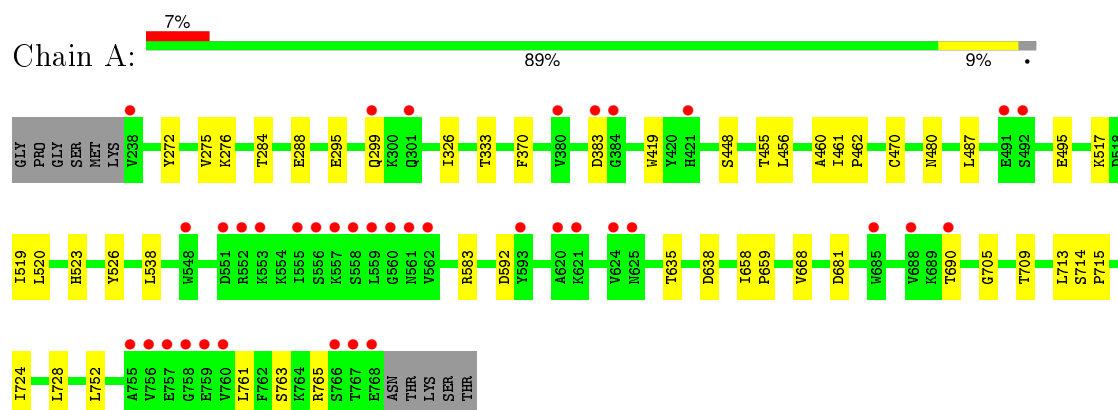 7%
Chain A:
89% 9% •
GLY PRO GLY SER MET LYS V238 Y272 V275 K276 T284 E288 E295 Q299 K300 Q301 I326 T333 F370 V380 D383 G384 W419 Y420 H421 S448 T455 L456 A460 I461 P462 C470 N480 L487 E491 S492 E495 K517 D518
I519 L520 H523 Y526 L538 W548 D551 R552 K553 K554 I555 S556 K557 S558 L559 G560 N561 V562 R583 D592 Y593 A620 K621 V624 N625 T635 D638 I658 P659 V668 D681 W685 V688 K689 T690 G705 T709 L713 S714 P715
I724 L728 L752 A755 V756 E757 G758 E759 V760 L761 F762 S763 K764 R765 S766 T767 E768 ASN THR LYS SER THR